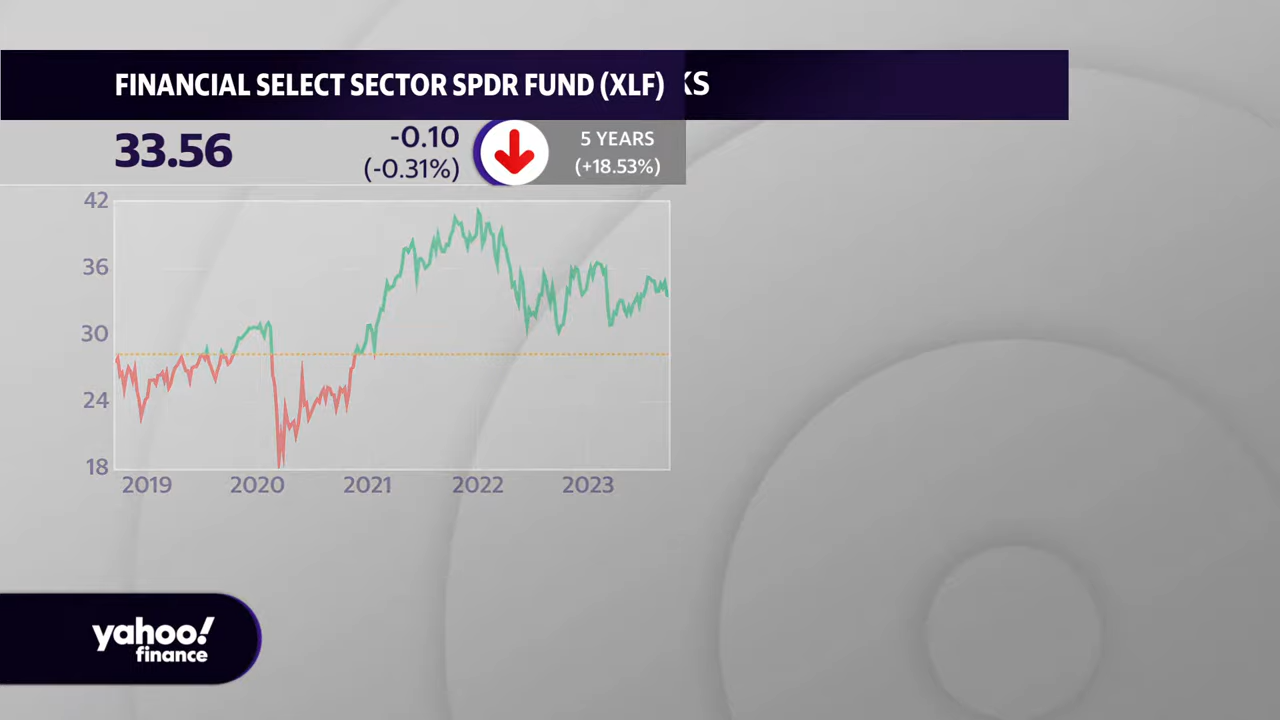 FINANCIAL SELECT SECTOR SPDR FUND (XLF) KS
33.56
-0.10
(-0.31%)
5 YEARS
(+18.53%)
42
36
30
24
18
2019 2020 2021 2022 2023
yahoo!
finance